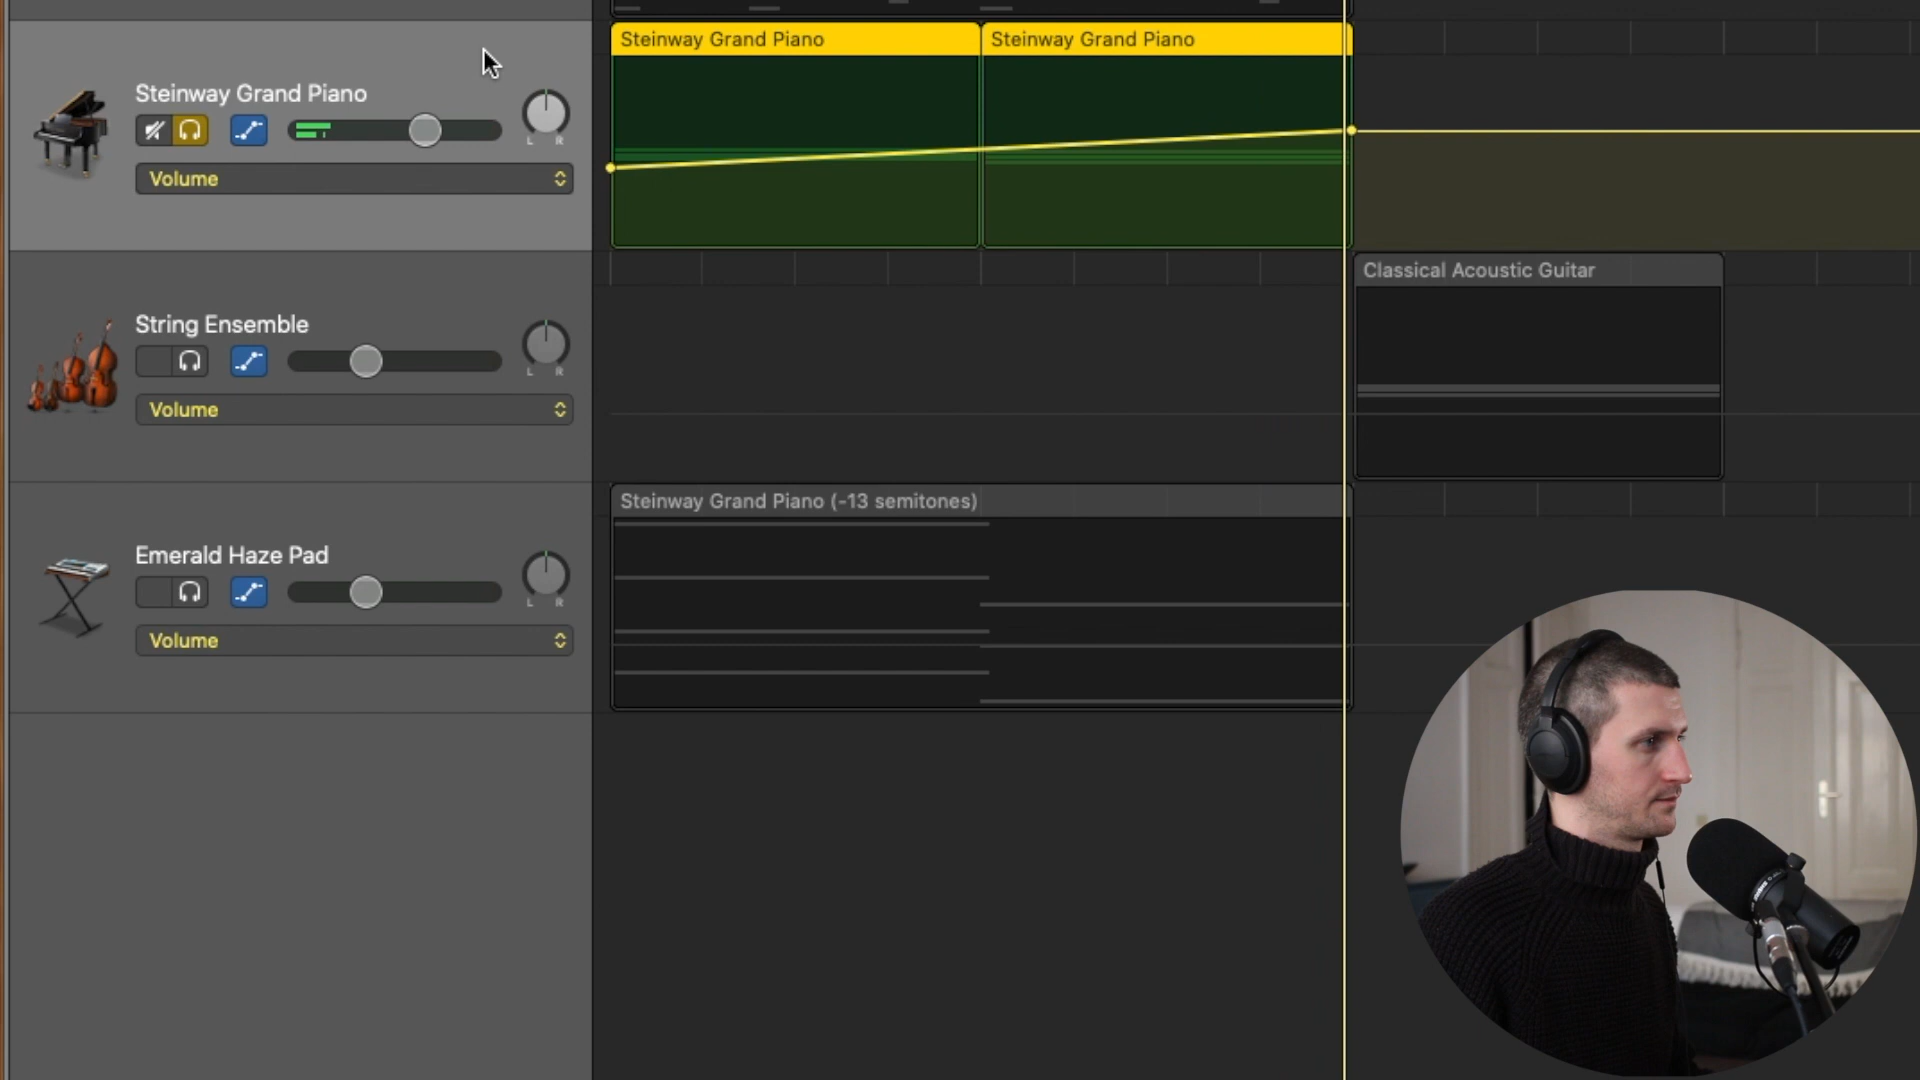 Steinway Grand Piano
Steinway Grand Piano
Steinway Grand Piano
L R
Volume
Classical Acoustic Guitar
String Ensemble
L R
Volume
Steinway Grand Piano (-13 semitones)
Emerald Haze Pad
L R
Volume